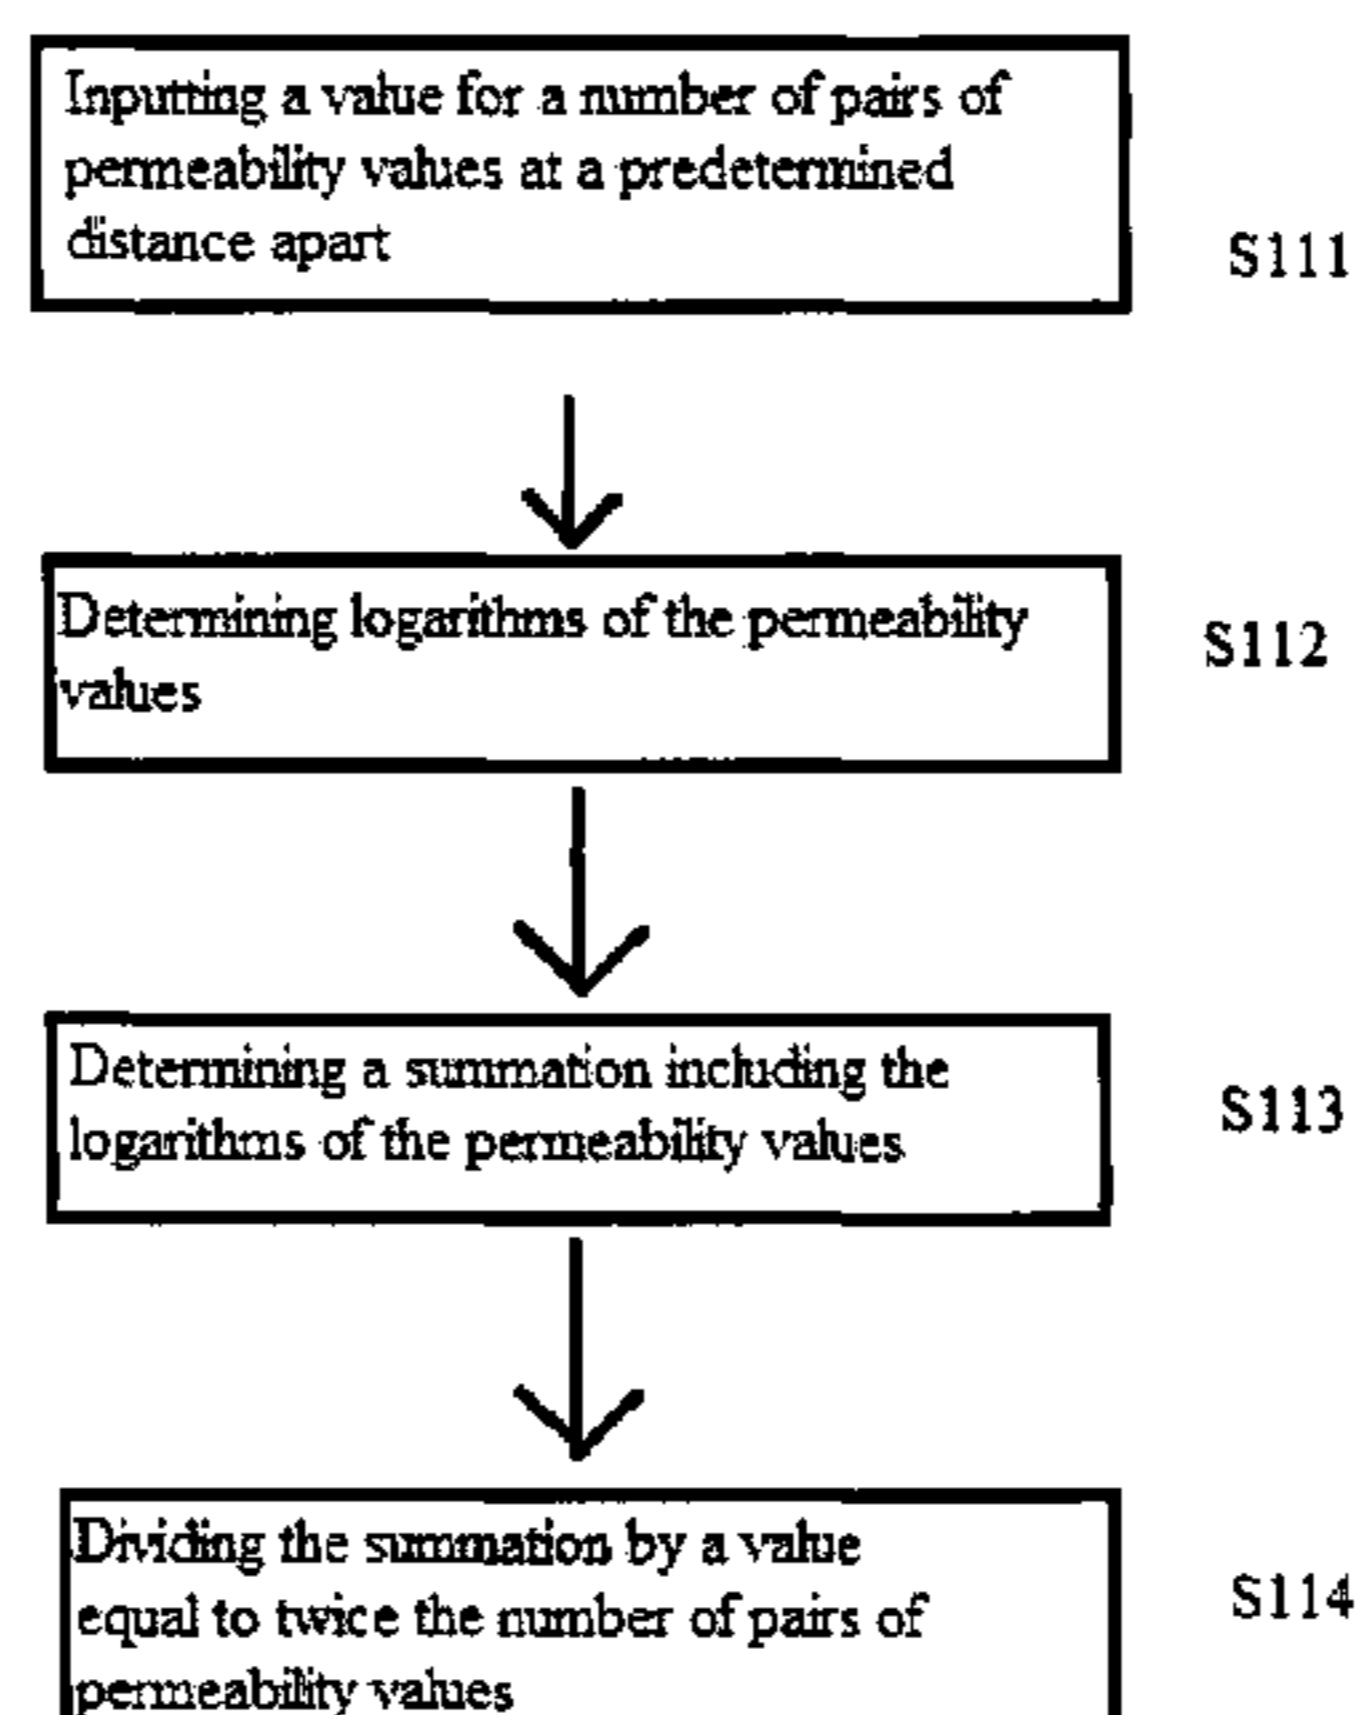 Inputting a value for a number of pairs of
permeability values at a predetermined
distance apart
S111
Determining logarithms of the permeability
values
S112
Determining a summation including the
logarithms of the permeability values
S113
Dividing the summation by a value
equal to twice the number of pairs of
permeability values
S114